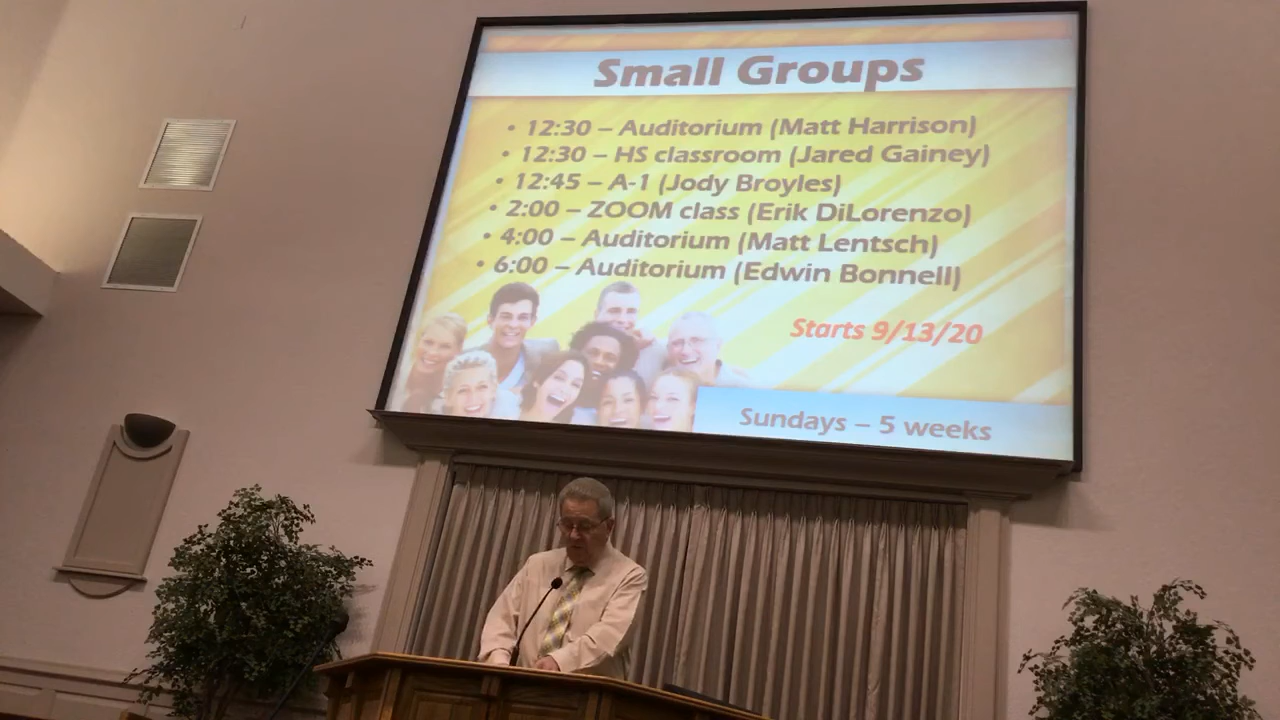 Small Groups
• 12:30 – Auditorium (Matt Harrison)
• 12:30 – HS classroom (Jared Gainey)
• 12:45 – A-1 (Jody Broyles)
• 2:00 – ZOOM class (Erik DiLorenzo)
• 4:00 – Auditorium (Matt Lentsch)
• 6:00 – Auditorium (Edwin Bonnell)
Starts 9/13/20
Sundays – 5 weeks